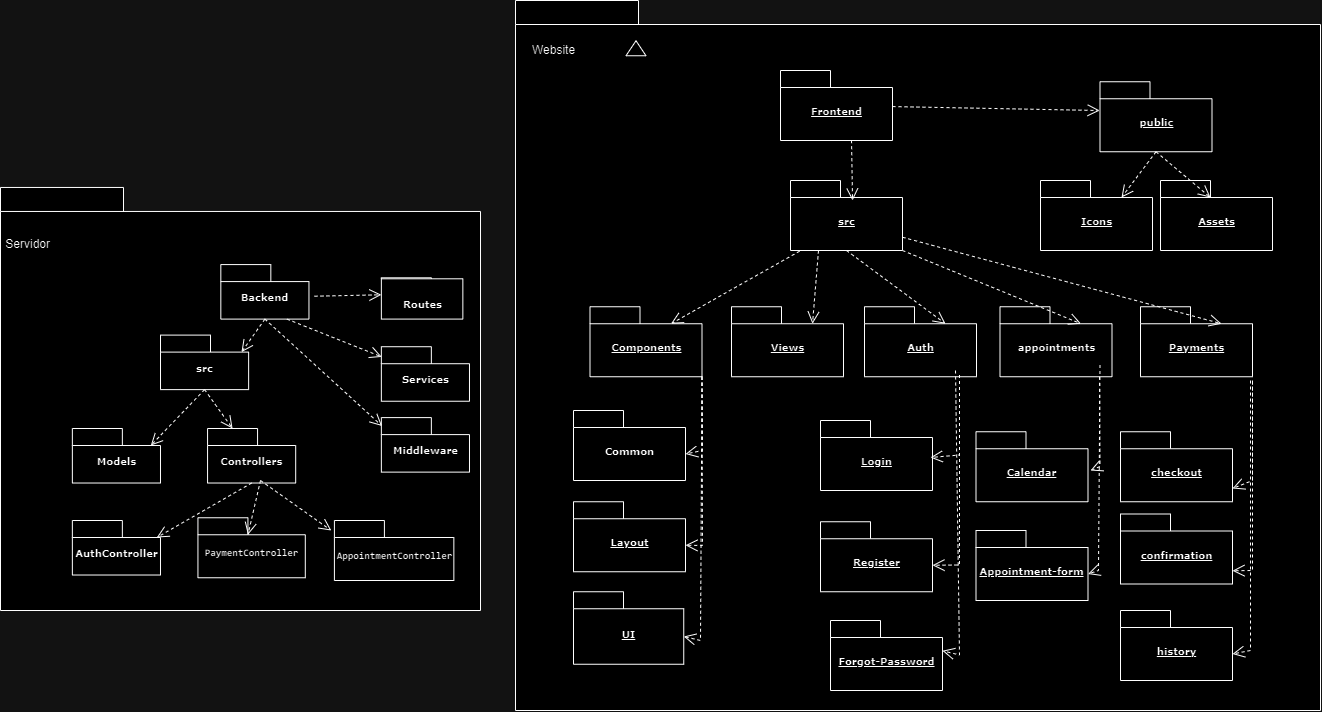 Website
Frontend
public
src
Icons
Assets
Components
Views
Auth
appointments
Payments
Common
Login
Calendar
checkout
Layout
Register
Appointment-form
confirmation
UI
Forgot-Password
history
Servidor
Backend
Routes
src
Services
Models
Controllers
Middleware
AuthController
PaymentController
AppointmentController